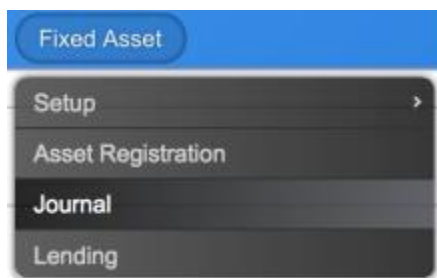 Fixed Asset
Setup
Asset Registration
Journal
Lending